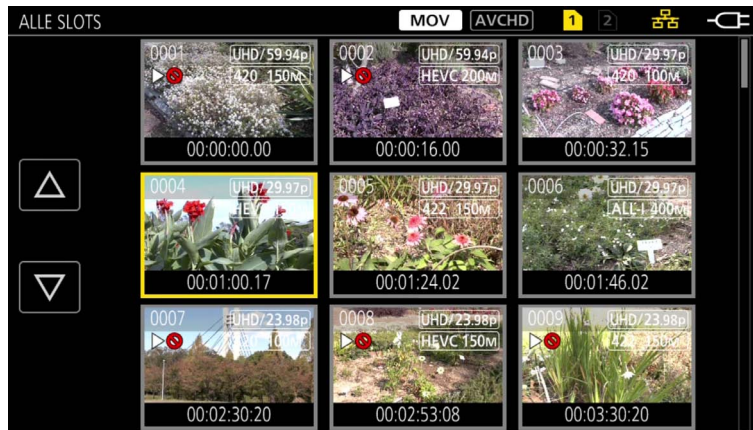 ALLE SLOTS MOV AVCHD 1 2
0001 UHD/59.94p
420 150M
00:00:00.00
0002 UHD/59.94p
HEVC 200M
00:00:16.00
0003 UHD/29.97p
420 100M
00:00:32.15
0004 UHD/29.97p
00:01:00.17
0005 UHD/29.97p
422 150M
00:01:24.02
0006 UHD/29.97p
ALL-I 400M
00:01:46.02
0007 UHD/23.98p
00:02:30:20
0008 UHD/23.98p
HEVC 150M
00:02:53:08
0009 UHD/23.98p
422 150M
00:03:30:20